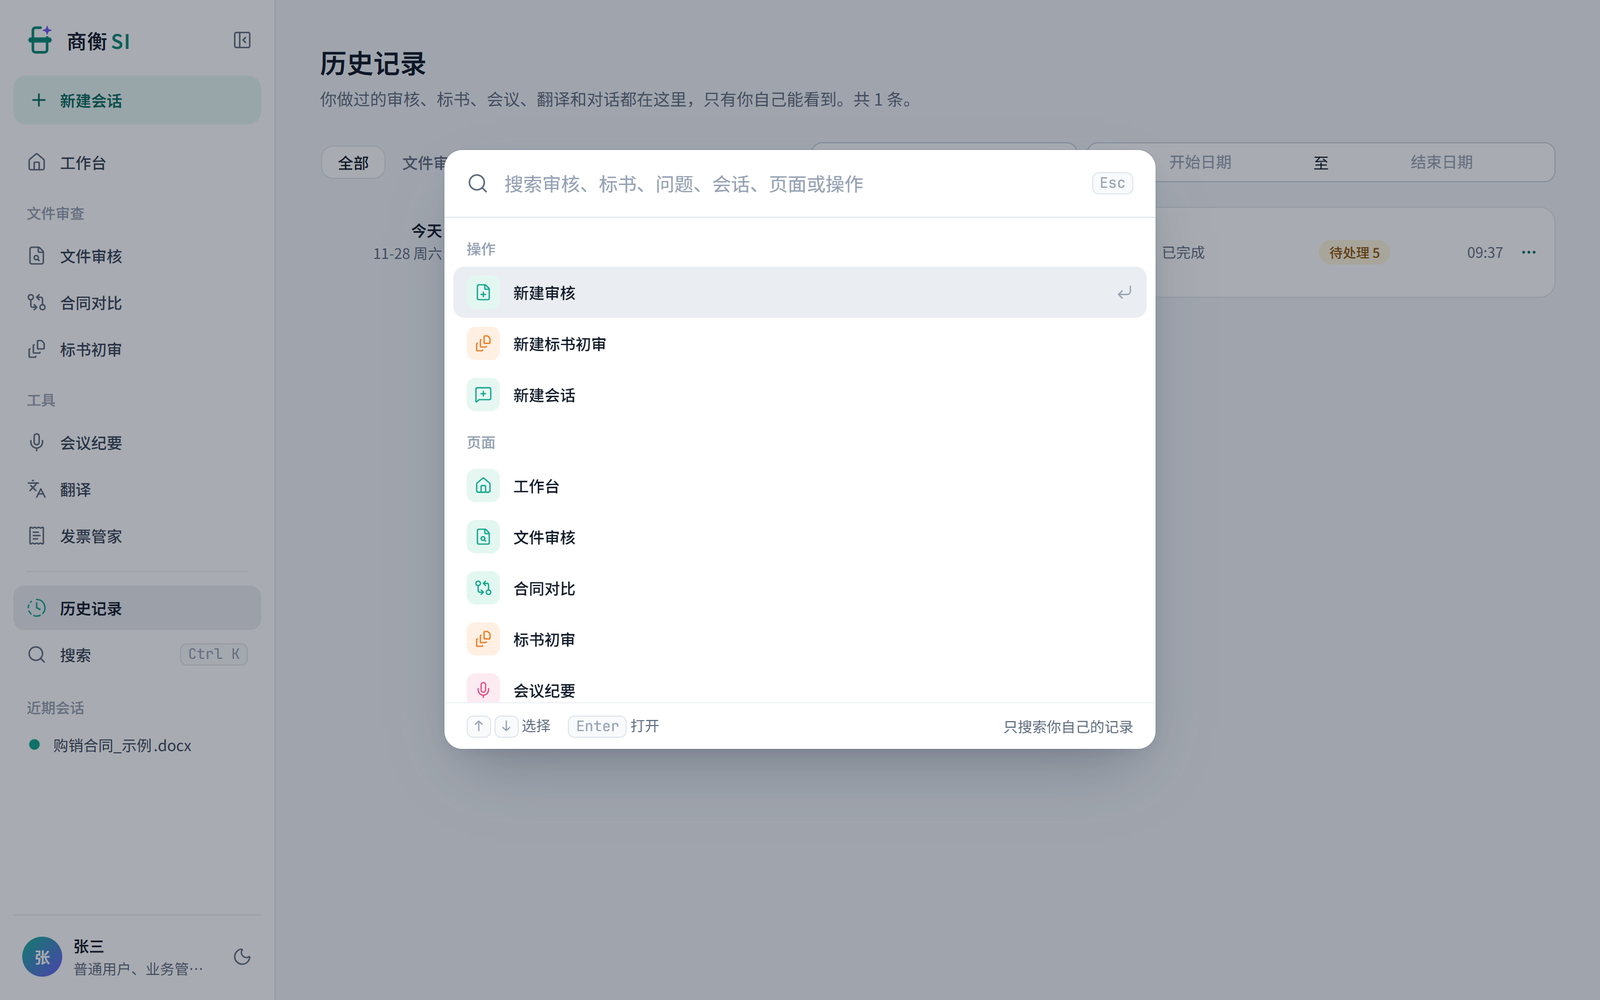 商衡 SI
新建会话
工作台
文件审查
文件审核
合同对比
标书初审
工具
会议纪要
翻译
发票管家
历史记录
搜索 Ctrl K
近期会话
购销合同_示例.docx
张 张三
普通用户、业务管…
历史记录
你做过的审核、标书、会议、翻译和对话都在这里，只有你自己能看到。共 1 条。
全部 文件审 开始日期 至 结束日期
今天
11-28 周六 已完成 待处理 5 09:37
搜索审核、标书、问题、会话、页面或操作 Esc
操作
新建审核
新建标书初审
新建会话
页面
工作台
文件审核
合同对比
标书初审
会议纪要
↑ ↓ 选择 Enter 打开 只搜索你自己的记录